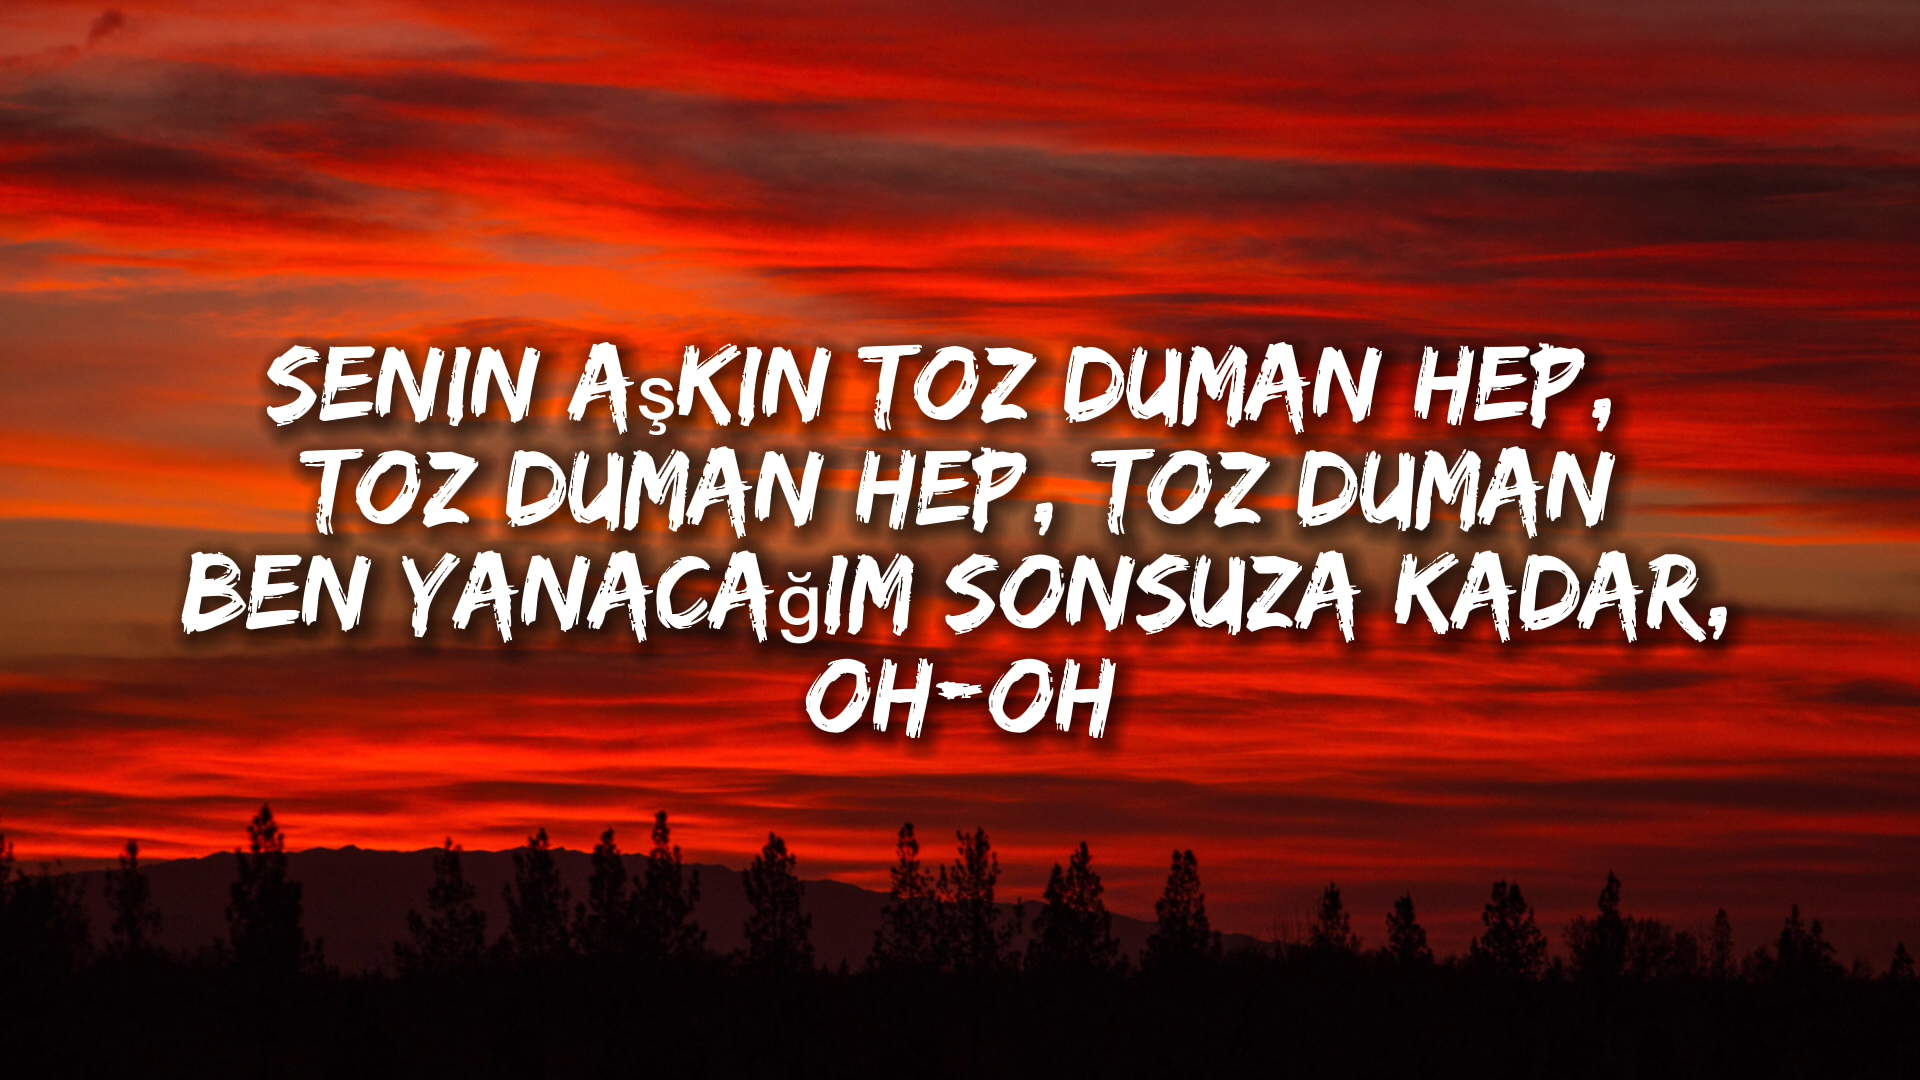 SENIN AşKIN TOZ DUMAN HEP,
TOZ DUMAN HEP, TOZ DUMAN
BEN YANACAğIM SONSUZA KADAR,
OH-OH